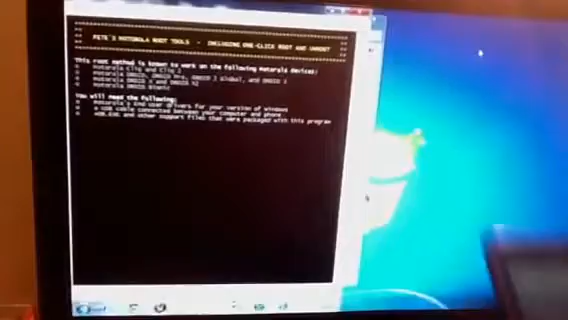 PETE'S MOTOROLA ROOT TOOLS - INCLUDING ONE-CLICK ROOT AND UNROOT
This root method is known to work on the following Motorola devices:
Motorola Cliq and Cliq 2
Motorola DROID, DROID Pro, DROID 2 Global, and DROID 3
Motorola DROID X and DROID X2
Motorola Bionic
You will need the following:
Motorola's End User drivers for your version of windows
a USB cable connected between your computer and phone
ADB.EXE and other support files that were packaged with this program